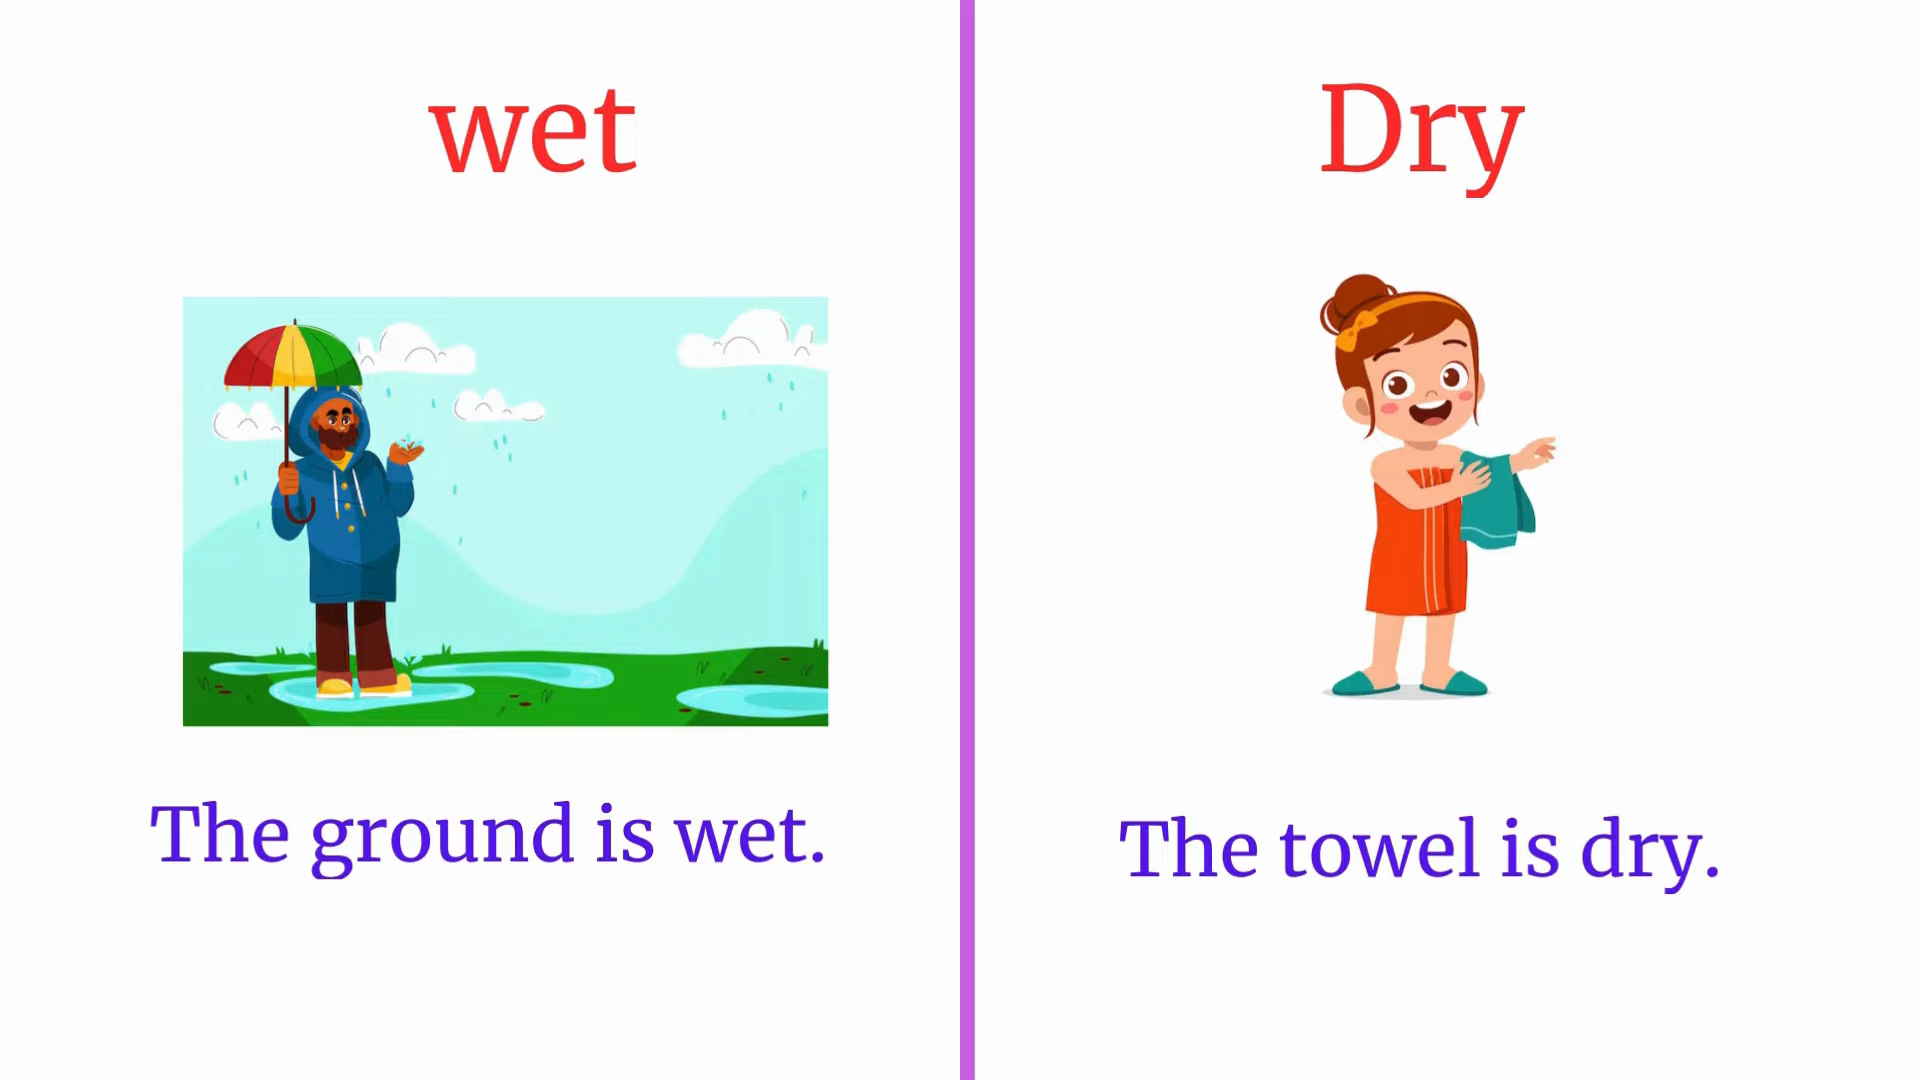 wet
The ground is wet.
Dry
The towel is dry.